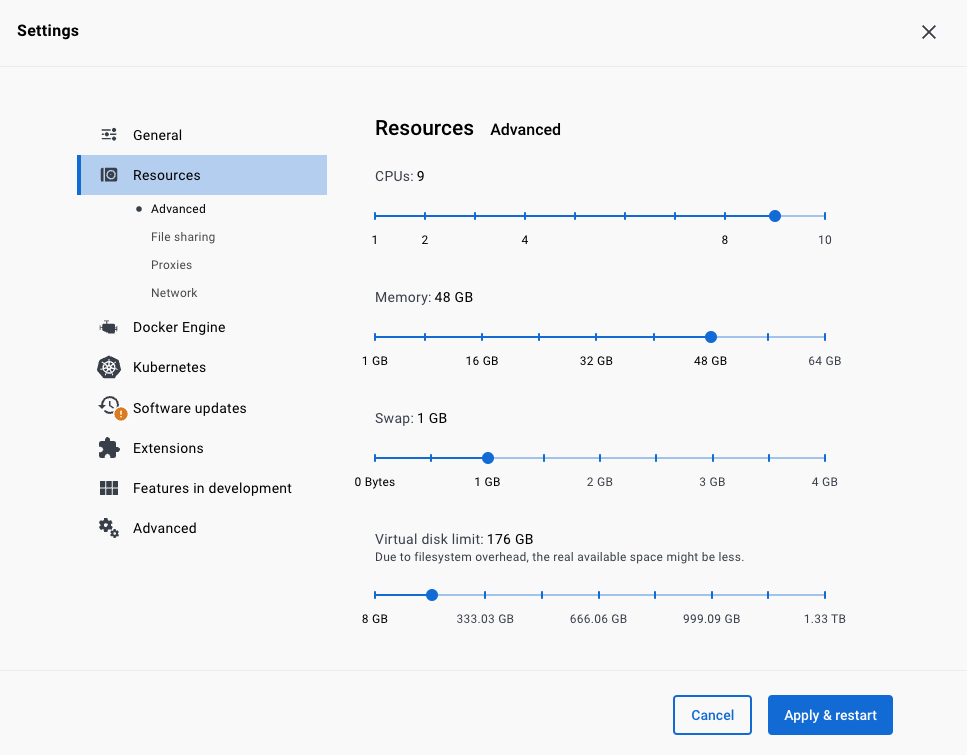 Settings
General
Resources
Advanced
File sharing
Proxies
Network
Docker Engine
Kubernetes
Software updates
Extensions
Features in development
Advanced
Resources Advanced
CPUs: 9
1 2 4 8 10
Memory: 48 GB
1 GB 16 GB 32 GB 48 GB 64 GB
Swap: 1 GB
0 Bytes 1 GB 2 GB 3 GB 4 GB
Virtual disk limit: 176 GB
Due to filesystem overhead, the real available space might be less.
8 GB 333.03 GB 666.06 GB 999.09 GB 1.33 TB
Cancel Apply & restart